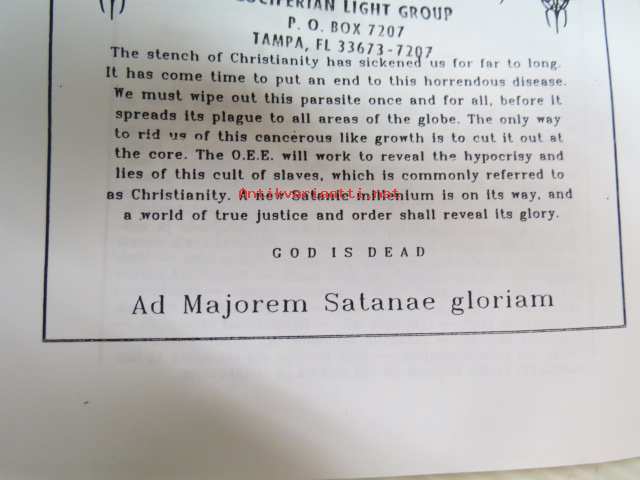 LUCIFERIAN LIGHT GROUP
P. O. BOX 7207
TAMPA, FL 33673-7207
The stench of Christianity has sickened us for far to long.
It has come time to put an end to this horrendous disease.
We must wipe out this parasite once and for all, before it
spreads its plague to all areas of the globe. The only way
to rid us of this cancerous like growth is to cut it out at
the core. The O.E.E. will work to reveal the hypocrisy and
lies of this cult of slaves, which is commonly referred to
as Christianity. A new Satanic millenium is on its way, and
Antikvariaatti.net
a world of true justice and order shall reveal its glory.
G O D I S D E A D
Ad Majorem Satanae gloriam